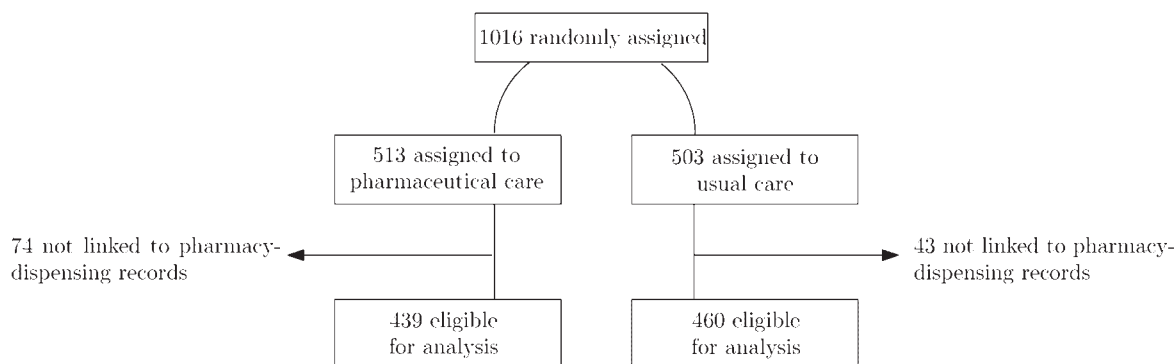 1016 randomly assigned
513 assigned to
pharmaceutical care
503 assigned to
usual care
74 not linked to pharmacy-
dispensing records
43 not linked to pharmacy-
dispensing records
439 eligible
for analysis
460 eligible
for analysis